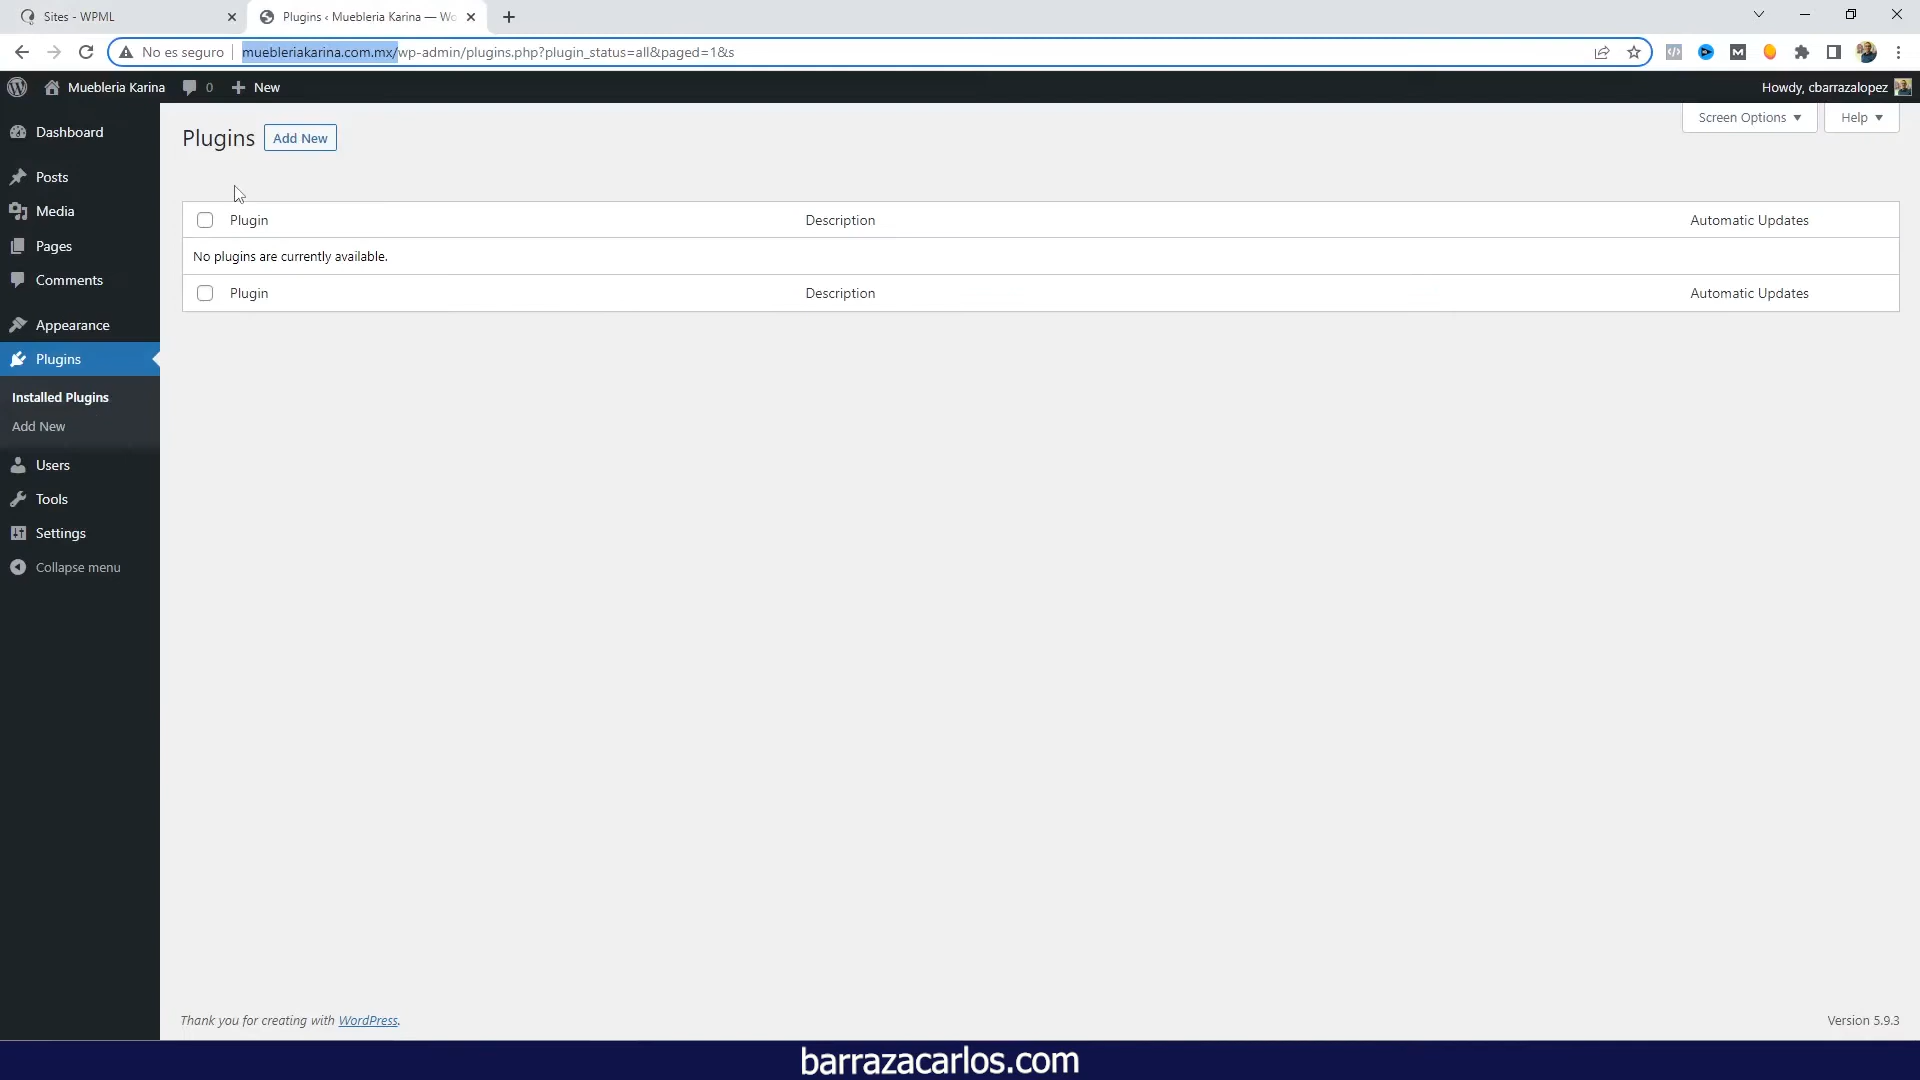 Sites - WPML
Plugins ‹ Muebleria Karina — Wo
No es seguro
muebleriakarina.com.mx/wp-admin/plugins.php?plugin_status=all&paged=1&s
Muebleria Karina
0
New
Howdy, cbarrazalopez
Dashboard
Posts
Media
Pages
Comments
Appearance
Plugins
Installed Plugins
Add New
Users
Tools
Settings
Collapse menu
Plugins
Add New
Screen Options
Help
Plugin
Description
Automatic Updates
No plugins are currently available.
Plugin
Description
Automatic Updates
Thank you for creating with WordPress.
Version 5.9.3
barrazacarlos.com